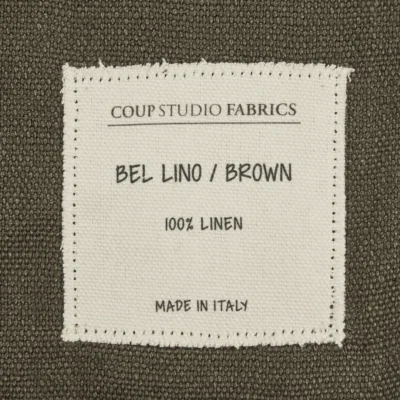 COUP STUDIO FABRICS
BEL LINO / BROWN
100% LINEN
MADE IN ITALY